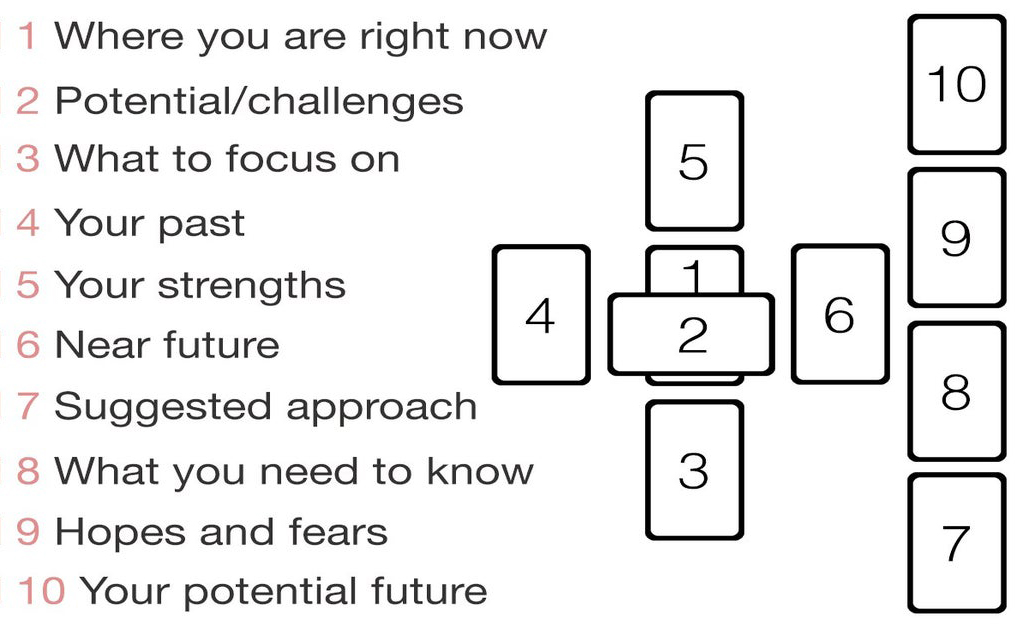 1 Where you are right now
2 Potential/challenges
3 What to focus on
4 Your past
5 Your strengths
6 Near future
7 Suggested approach
8 What you need to know
9 Hopes and fears
10 Your potential future
5
4
1
2
6
3
10
9
8
7